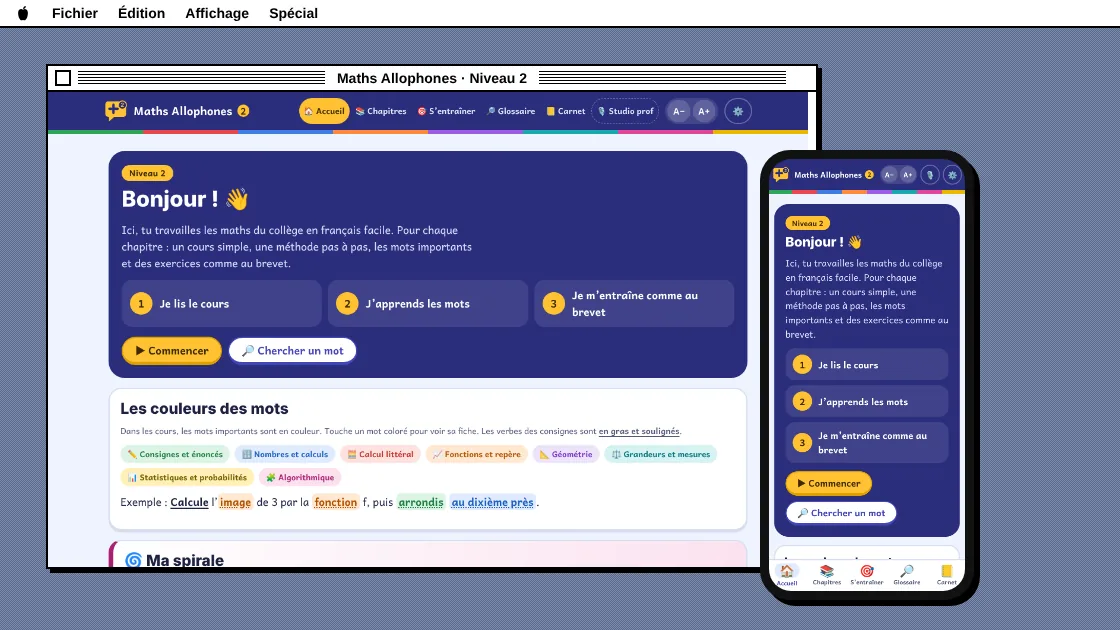 Fichier Édition Affichage Spécial
Maths Allophones · Niveau 2
Maths Allophones 2
Accueil Chapitres S'entraîner Glossaire Carnet Studio prof A− A+
Niveau 2
Bonjour !
Ici, tu travailles les maths du collège en français facile. Pour chaque
chapitre : un cours simple, une méthode pas à pas, les mots importants
et des exercices comme au brevet.
1 Je lis le cours
2 J'apprends les mots
3 Je m'entraîne comme au
brevet
Commencer
Chercher un mot
Les couleurs des mots
Dans les cours, les mots importants sont en couleur. Touche un mot coloré pour voir sa fiche. Les verbes des consignes sont en gras et soulignés.
Consignes et énoncés Nombres et calculs Calcul littéral Fonctions et repère Géométrie Grandeurs et mesures
Statistiques et probabilités Algorithmique
Exemple : Calcule l'image de 3 par la fonction f, puis arrondis au dixième près .
Ma spirale
Maths Allophones 2 A− A+
Niveau 2
Bonjour !
Ici, tu travailles les maths du collège
en français facile. Pour chaque
chapitre : un cours simple, une
méthode pas à pas, les mots
importants et des exercices comme au
brevet.
1 Je lis le cours
2 J'apprends les mots
3 Je m'entraîne comme au
brevet
Commencer
Chercher un mot
Accueil Chapitres S'entraîner Glossaire Carnet